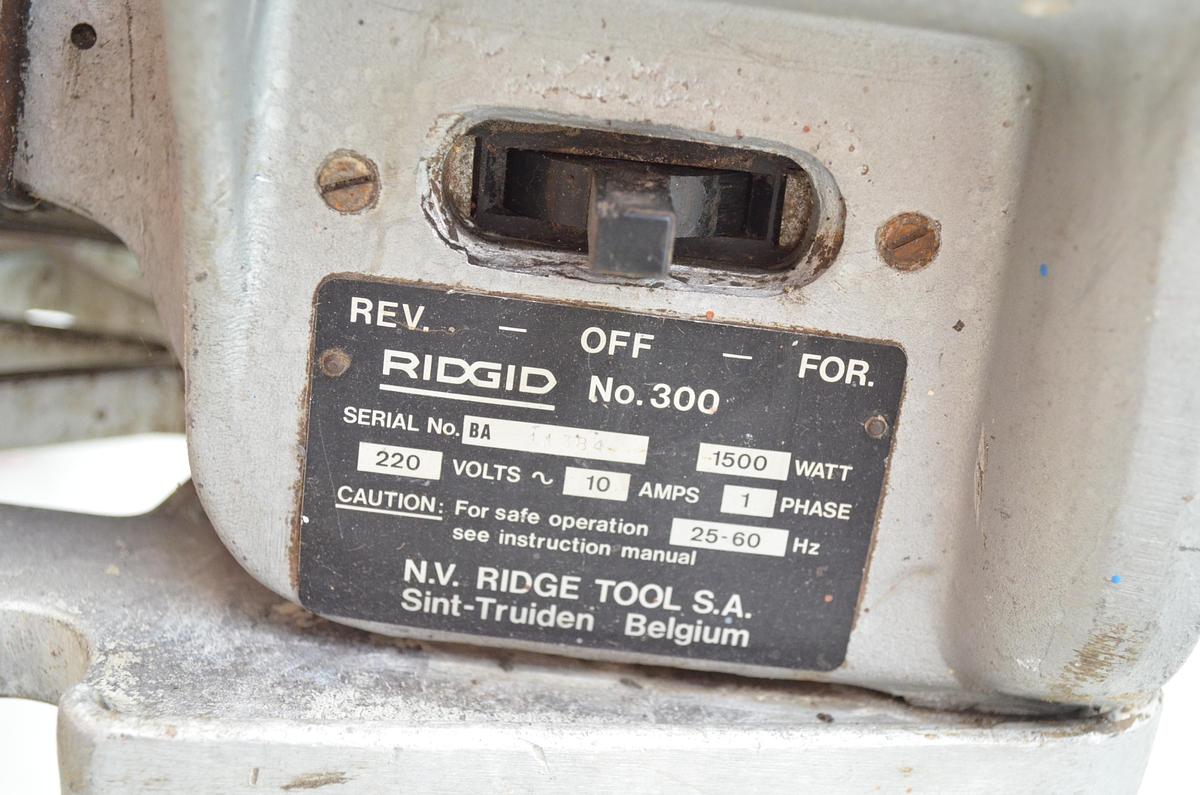 REV. — OFF — FOR.
RIDGID No. 300
SERIAL No. BA
1500 WATT
220 VOLTS ~ 10 AMPS 1 PHASE
CAUTION: For safe operation
see instruction manual
25-60 Hz
N.V. RIDGE TOOL S.A.
Sint-Truiden Belgium